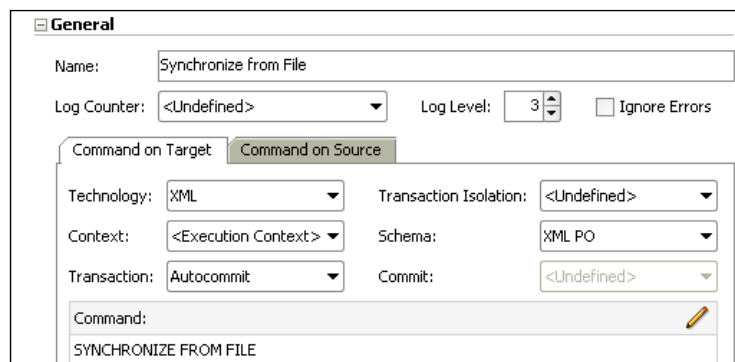 General
Name: Synchronize from File
Log Counter: <Undefined> Log Level: 3 Ignore Errors
Command on Target Command on Source
Technology: XML Transaction Isolation: <Undefined>
Context: <Execution Context> Schema: XML PO
Transaction: Autocommit Commit: <Undefined>
Command:
SYNCHRONIZE FROM FILE